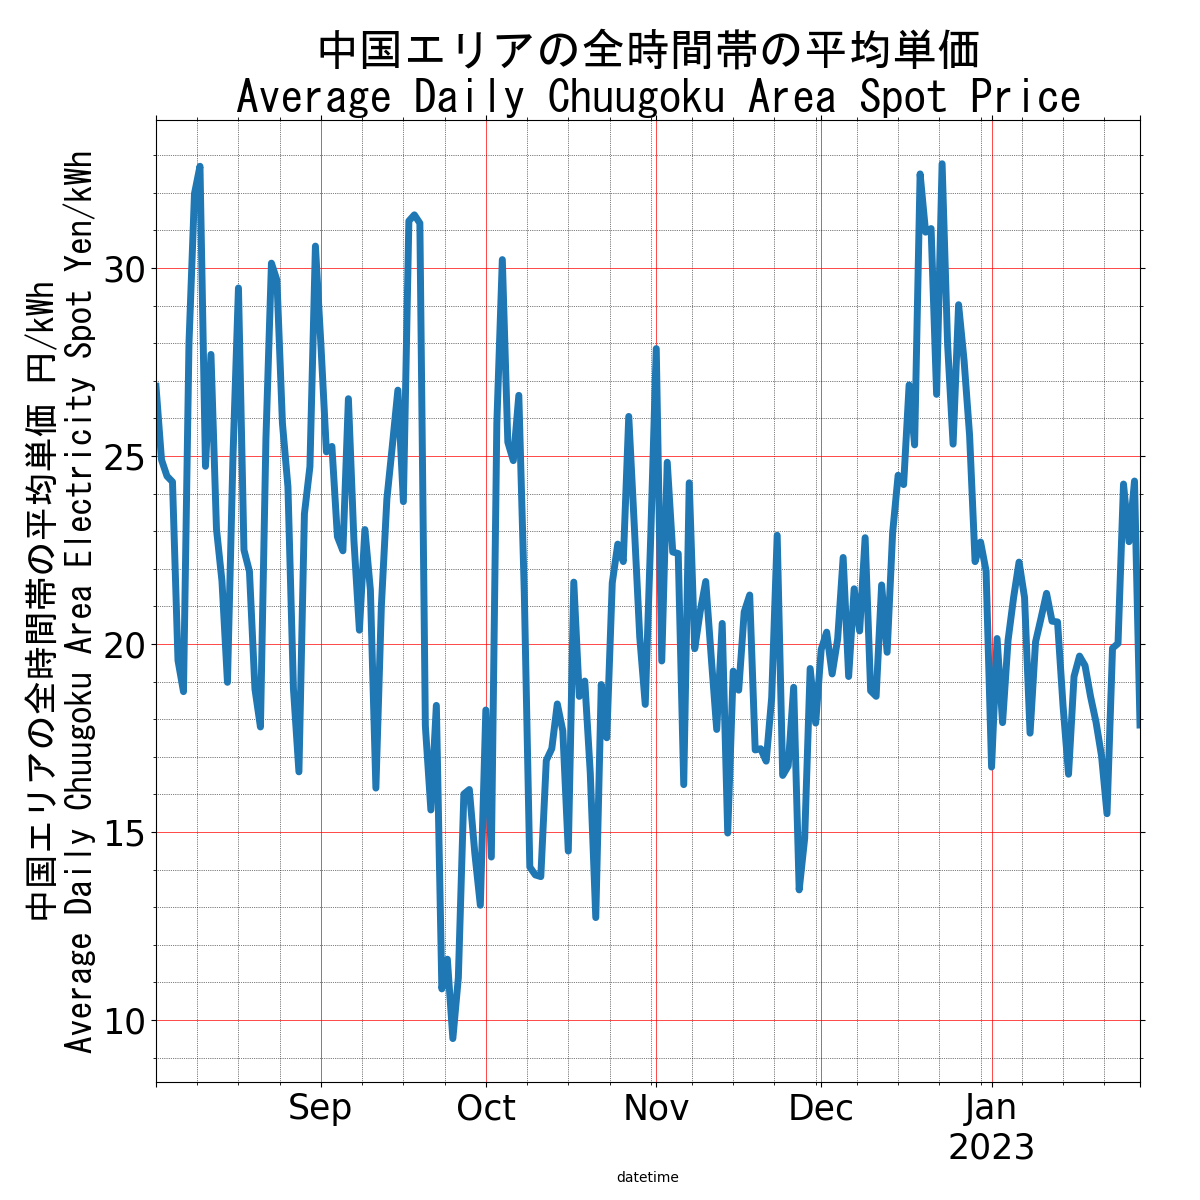 中国エリアの全時間帯の平均単価
Average Daily Chuugoku Area Spot Price
中国エリアの全時間帯の平均単価 円/kWh
Average Daily Chuugoku Area Electricity Spot Yen/kWh
30
25
20
15
10
Sep
Oct
Nov
Dec
Jan
2023
datetime